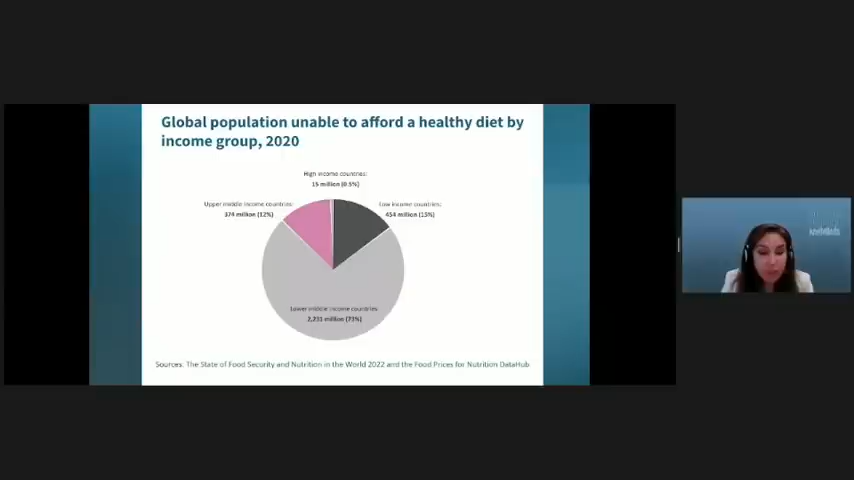 Global population unable to afford a healthy diet by
income group, 2020
High income countries:
15 million (0.5%)
Upper middle income countries:
374 million (12%)
Low income countries:
454 million (15%)
Lower middle income countries
2,231 million (73%)
Sources: The State of Food Security and Nutrition in the World 2022 and the Food Prices for Nutrition DataHub